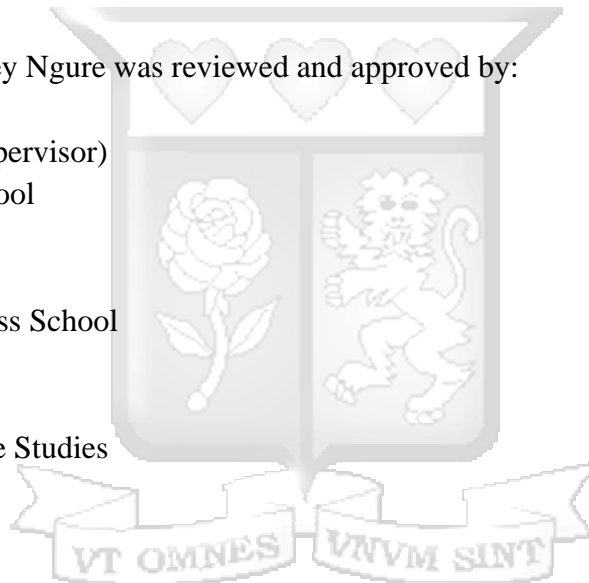 ey Ngure was reviewed and approved by:
pervisor)
ool
ss School
e Studies
VT OMNES VNVM SINT